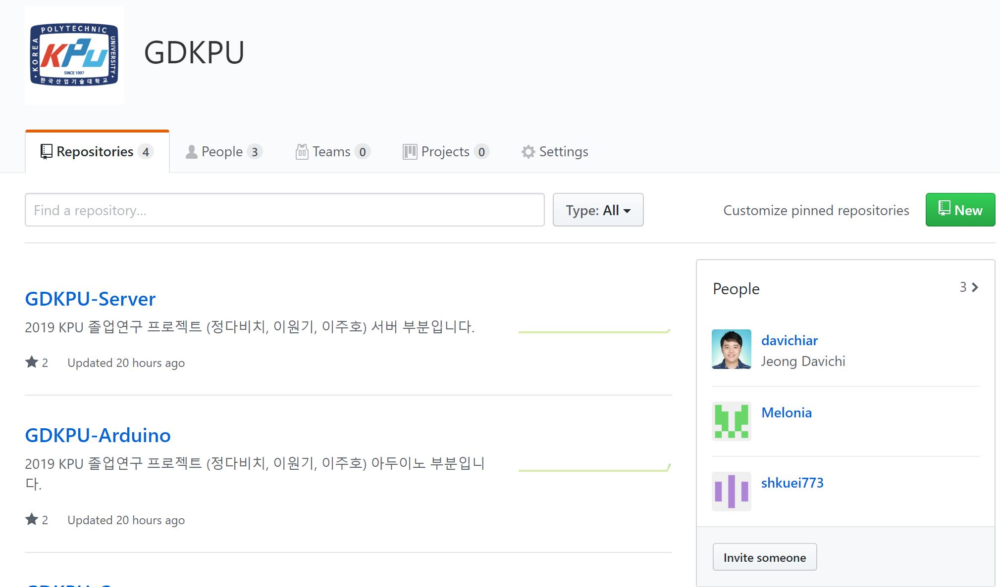 POLYTECHNIC
KOREA
UNIVERSITY
KPU
SINCE 1997
한국산업기술대학교
GDKPU
Repositories 4
People 3
Teams 0
Projects 0
Settings
Find a repository...
Type: All
Customize pinned repositories
New
GDKPU-Server
2019 KPU 졸업연구 프로젝트 (정다비치, 이원기, 이주호) 서버 부분입니다.
2 Updated 20 hours ago
GDKPU-Arduino
2019 KPU 졸업연구 프로젝트 (정다비치, 이원기, 이주호) 아두이노 부분입니
다.
2 Updated 20 hours ago
People 3
davichiar
Jeong Davichi
Melonia
shkuei773
Invite someone